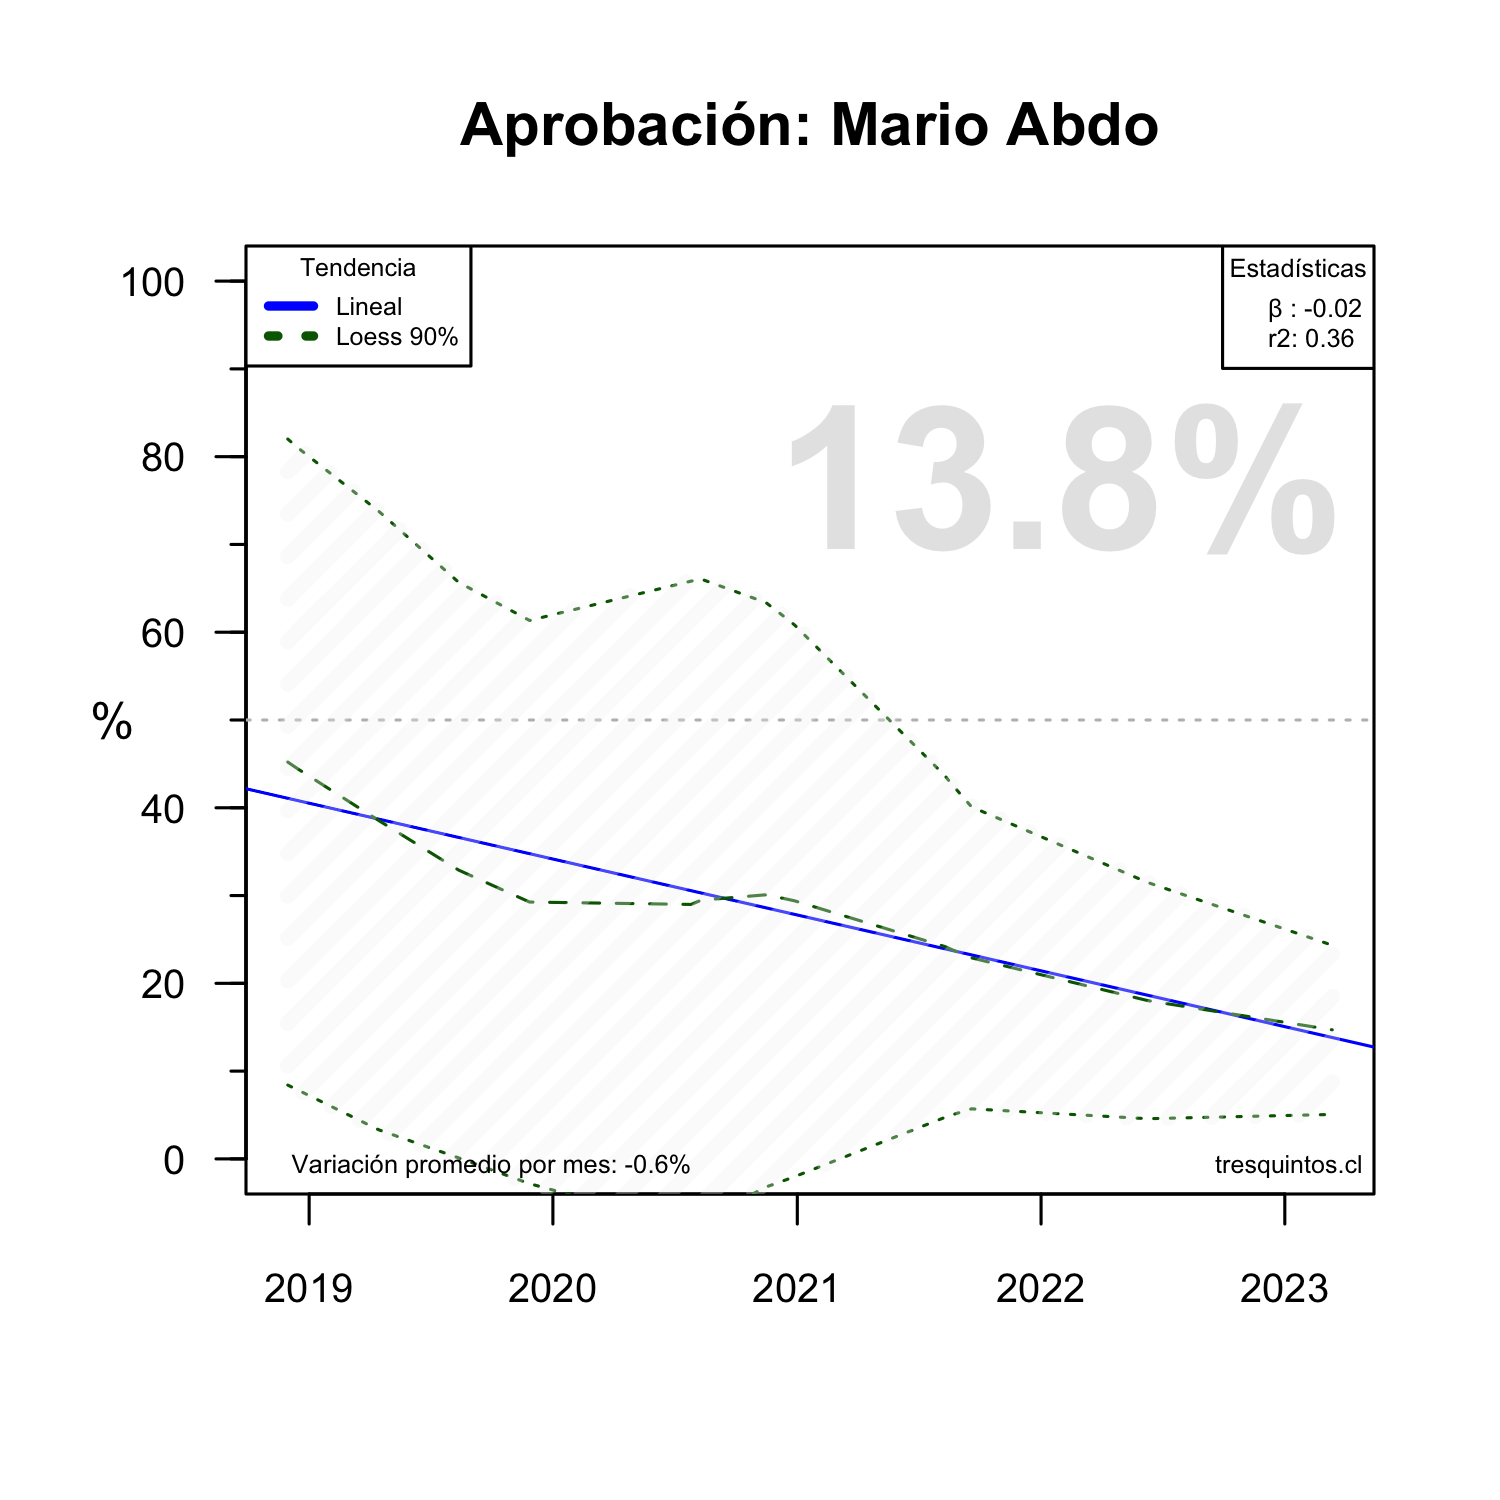 Aprobación: Mario Abdo
Tendencia
Lineal
Loess 90%
Estadísticas
β : -0.02
r2: 0.36
13.8%
100
80
60
%
40
20
0
Variación promedio por mes: -0.6%
tresquintos.cl
2019 2020 2021 2022 2023